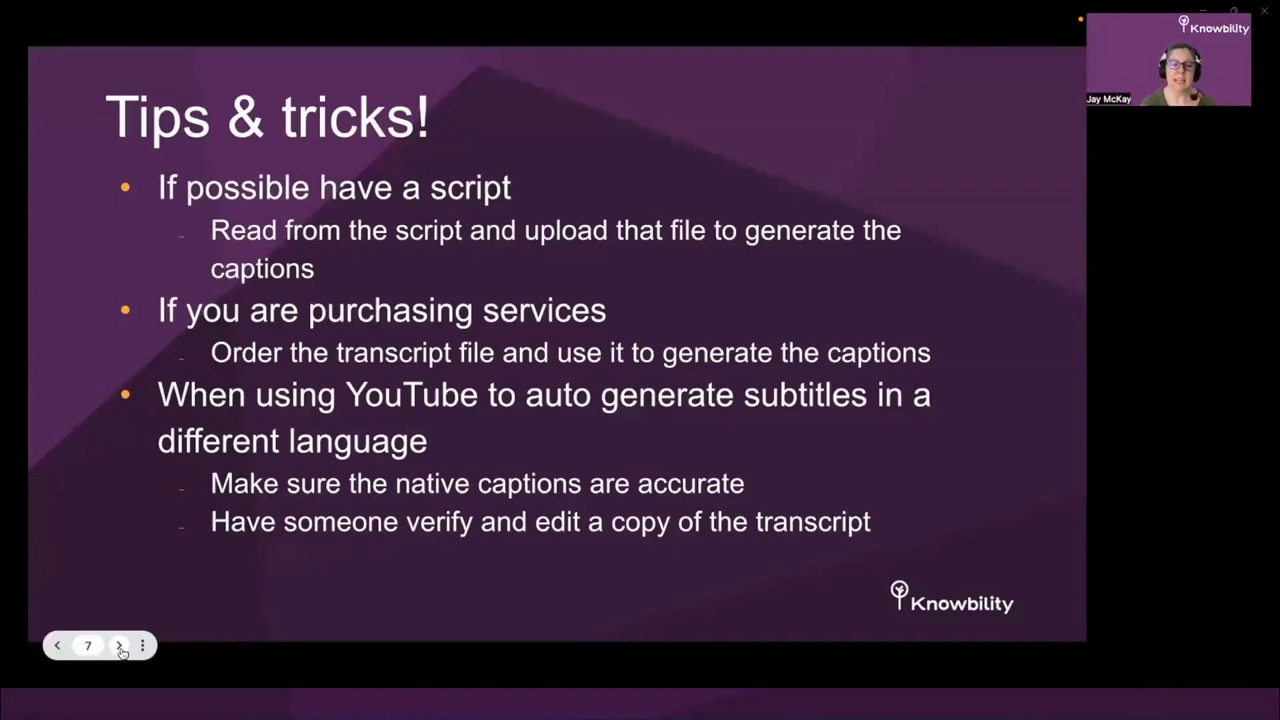 Knowbility
Jay McKay
Tips & tricks!
• If possible have a script
- Read from the script and upload that file to generate the
captions
• If you are purchasing services
- Order the transcript file and use it to generate the captions
• When using YouTube to auto generate subtitles in a
different language
- Make sure the native captions are accurate
- Have someone verify and edit a copy of the transcript
Knowbility
7